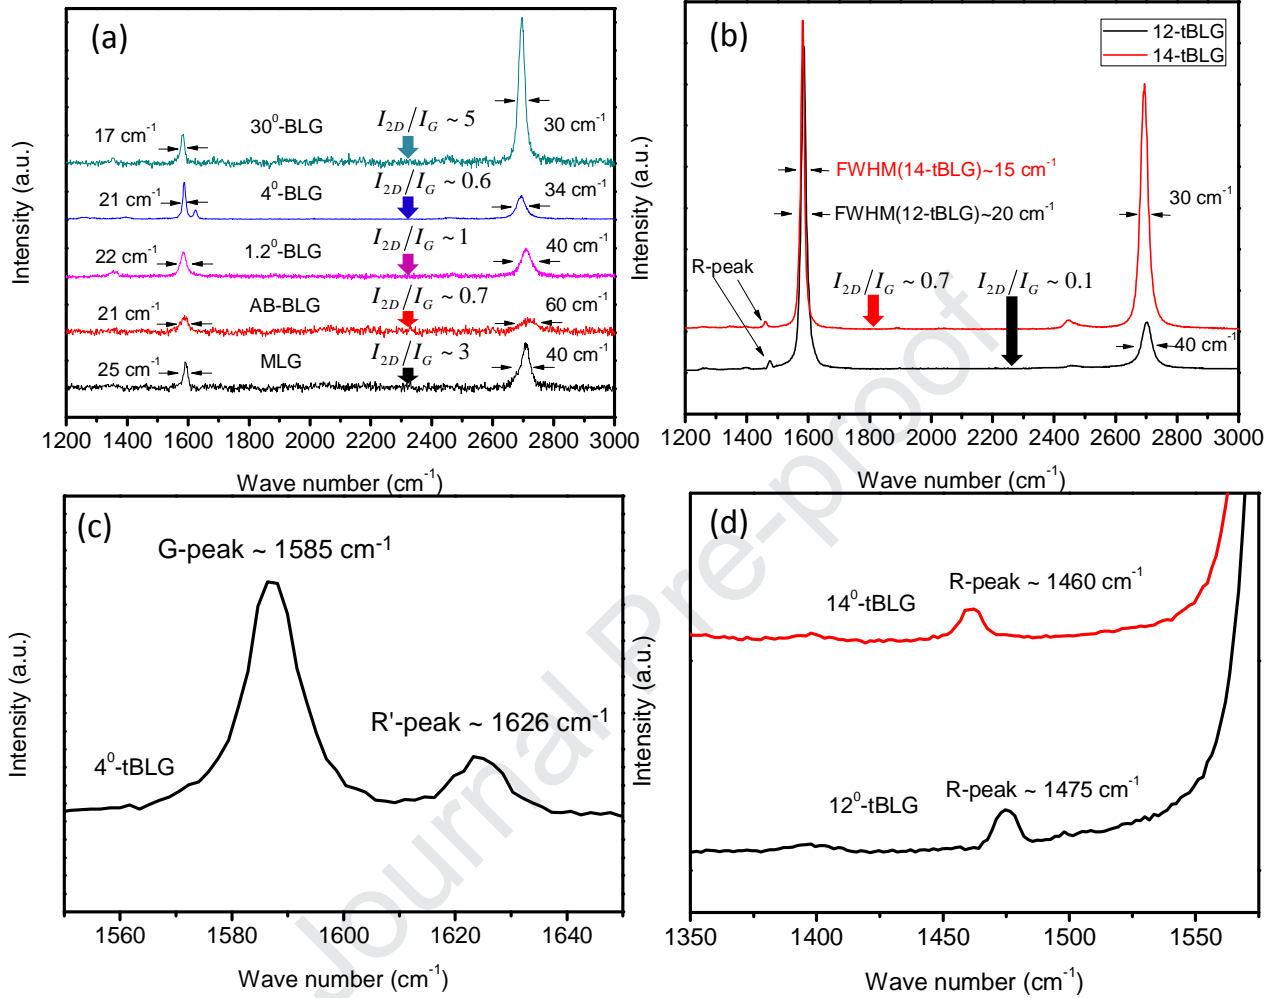 (a)
I2D/IG ~ 5
17 cm⁻¹
30⁰-BLG
30 cm⁻¹
I2D/IG ~ 0.6
21 cm⁻¹
4⁰-BLG
34 cm⁻¹
I2D/IG ~ 1
22 cm⁻¹
1.2⁰-BLG
40 cm⁻¹
I2D/IG ~ 0.7
21 cm⁻¹
AB-BLG
60 cm⁻¹
I2D/IG ~ 3
25 cm⁻¹
MLG
40 cm⁻¹
Intensity (a.u.)
1200 1400 1600 1800 2000 2200 2400 2600 2800 3000
Wave number (cm⁻¹)
(b)
12-tBLG
14-tBLG
FWHM(14-tBLG)~15 cm⁻¹
FWHM(12-tBLG)~20 cm⁻¹
30 cm⁻¹
R-peak
I2D/IG ~ 0.7
I2D/IG ~ 0.1
40 cm⁻¹
Intensity (a.u.)
1200 1400 1600 1800 2000 2200 2400 2600 2800 3000
Wave number (cm⁻¹)
(c)
G-peak ~ 1585 cm⁻¹
R'-peak ~ 1626 cm⁻¹
4⁰-tBLG
Intensity (a.u.)
1560 1580 1600 1620 1640
Wave number (cm⁻¹)
(d)
R-peak ~ 1460 cm⁻¹
14⁰-tBLG
R-peak ~ 1475 cm⁻¹
12⁰-tBLG
Intensity (a.u.)
1350 1400 1450 1500 1550
Wave number (cm⁻¹)
Journal Pre-proof